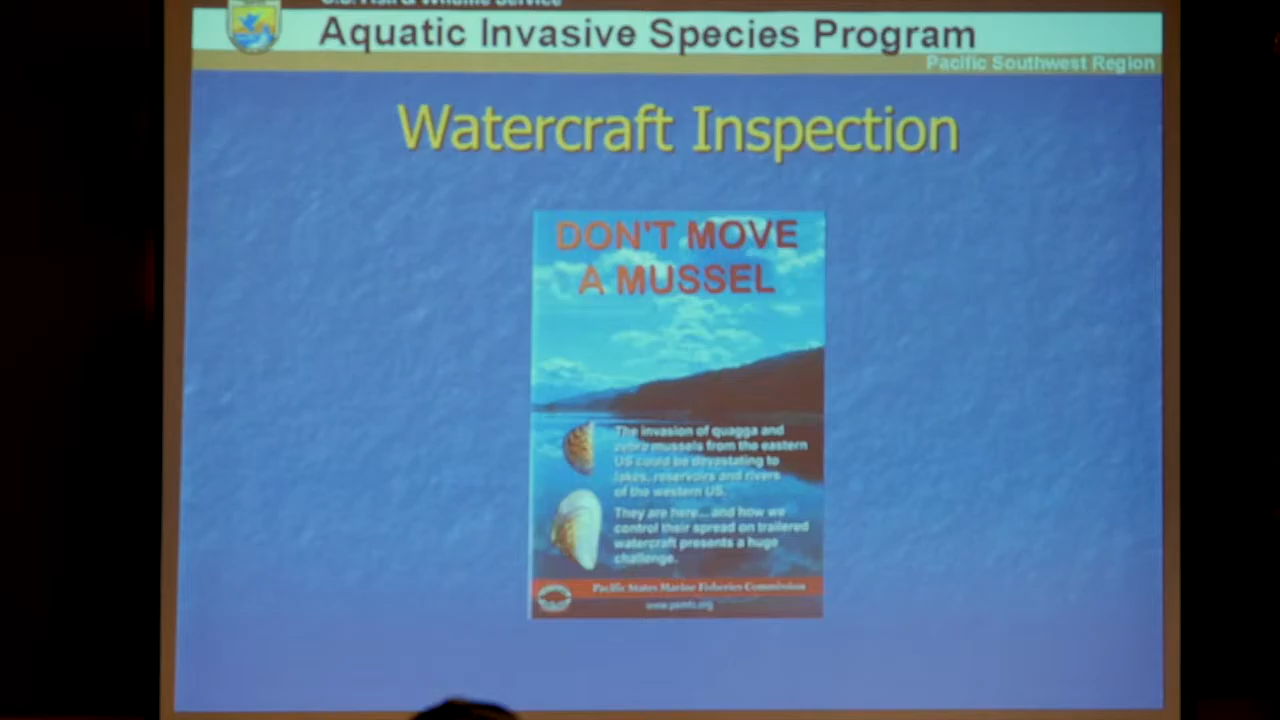 U.S. Fish & Wildlife Service
Aquatic Invasive Species Program
Pacific Southwest Region
Watercraft Inspection
DON'T MOVE
A MUSSEL
The invasion of quagga and
zebra mussels from the eastern
US could be devastating to
lakes, reservoirs and rivers
of the western US.
They are here...and how we
control their spread on trailered
watercraft presents a huge
challenge.
Pacific States Marine Fisheries Commission
www.psmfc.org